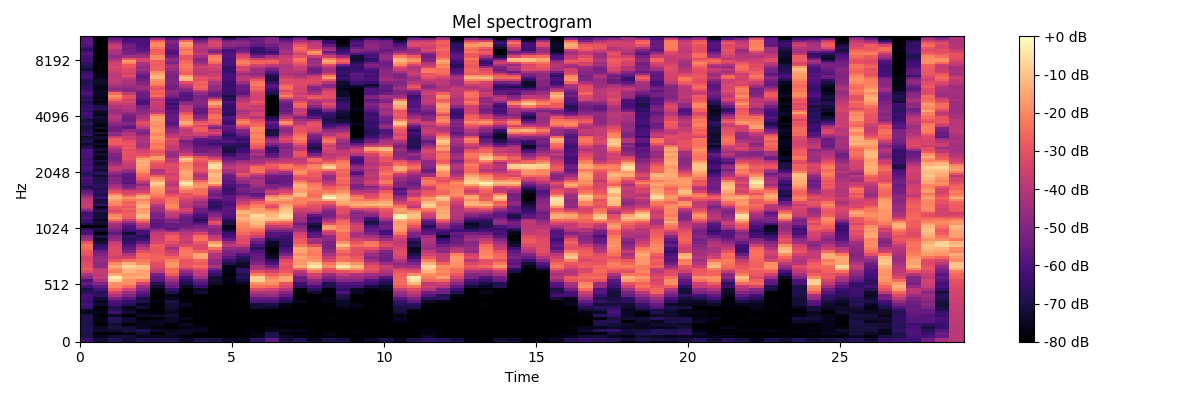 Mel spectrogram
+0 dB
-10 dB
-20 dB
-30 dB
-40 dB
-50 dB
-60 dB
-70 dB
-80 dB
Hz
8192
4096
2048
1024
512
0
0 5 10 15 20 25
Time